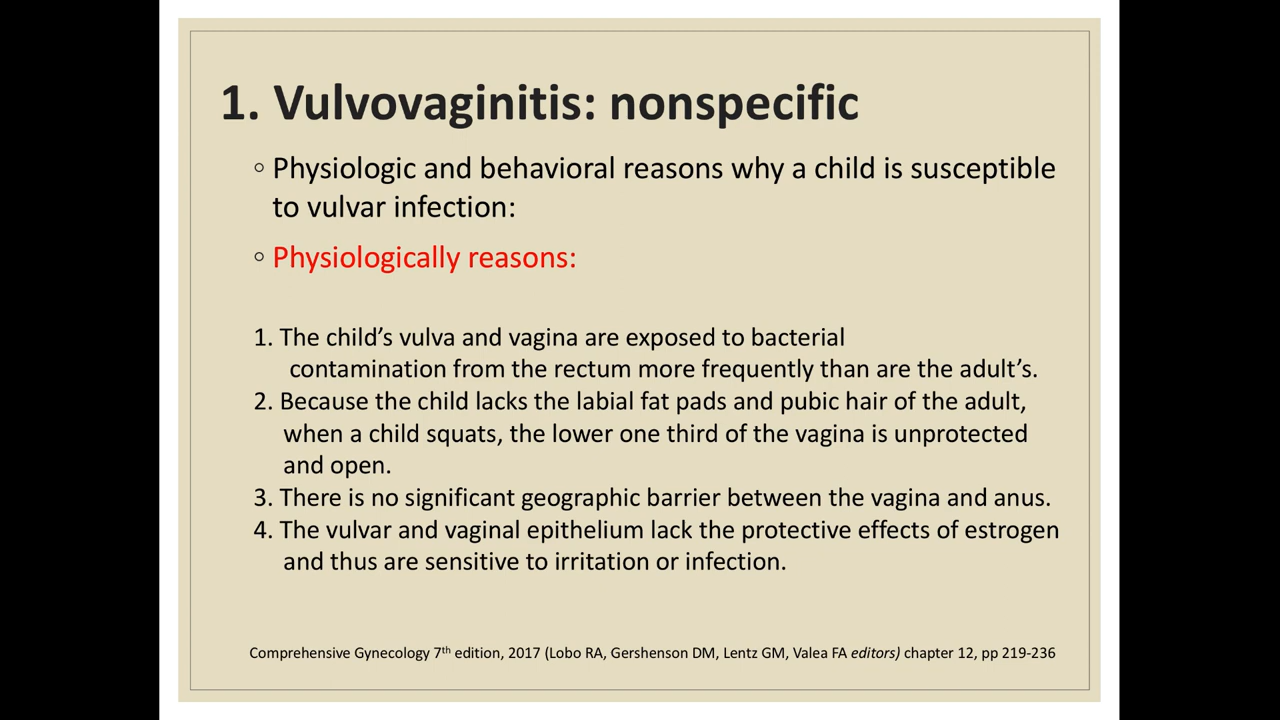 1. Vulvovaginitis: nonspecific
◦ Physiologic and behavioral reasons why a child is susceptible
to vulvar infection:
◦ Physiologically reasons:
1. The child’s vulva and vagina are exposed to bacterial
contamination from the rectum more frequently than are the adult’s.
2. Because the child lacks the labial fat pads and pubic hair of the adult,
when a child squats, the lower one third of the vagina is unprotected
and open.
3. There is no significant geographic barrier between the vagina and anus.
4. The vulvar and vaginal epithelium lack the protective effects of estrogen
and thus are sensitive to irritation or infection.
Comprehensive Gynecology 7th edition, 2017 (Lobo RA, Gershenson DM, Lentz GM, Valea FA editors) chapter 12, pp 219-236